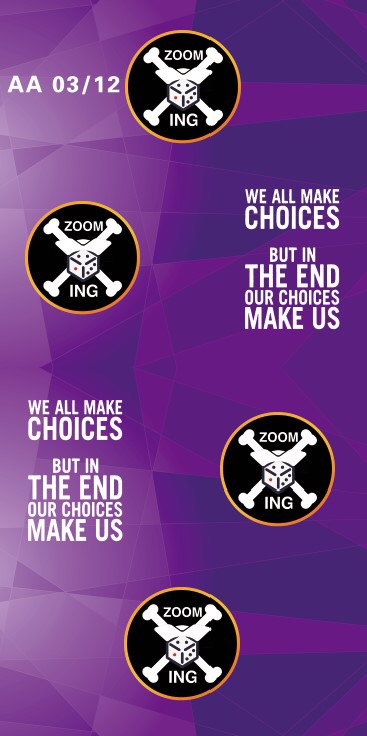 AA 03/12
ZOOM
ING
WE ALL MAKE
CHOICES
BUT IN
THE END
OUR CHOICES
MAKE US
ZOOM
ING
WE ALL MAKE
CHOICES
BUT IN
THE END
OUR CHOICES
MAKE US
ZOOM
ING
ZOOM
ING